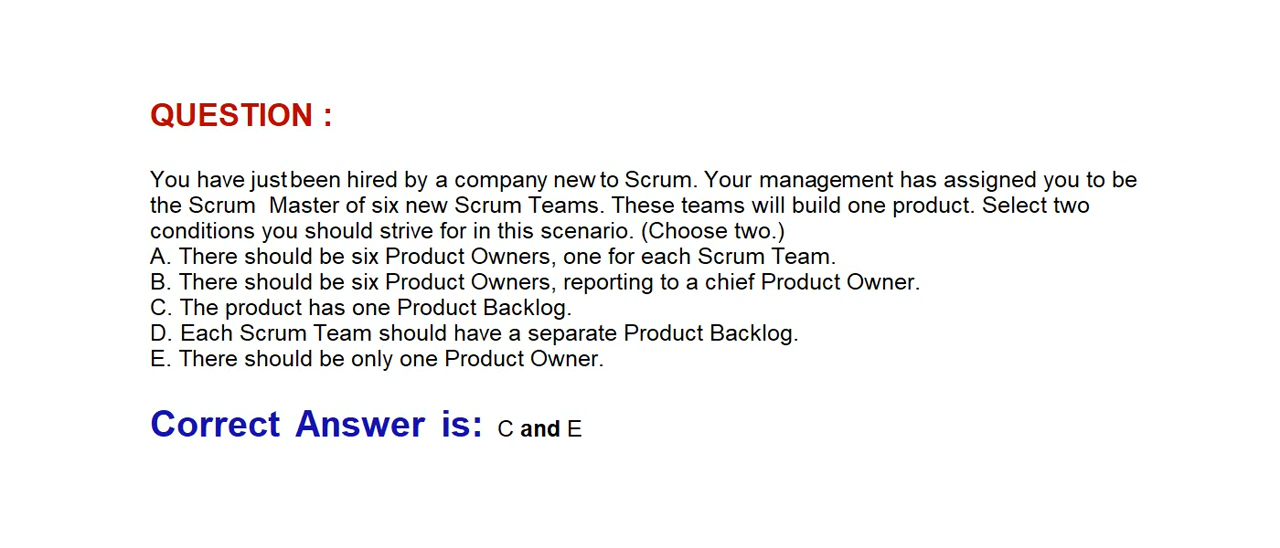 QUESTION :
You have just been hired by a company new to Scrum. Your management has assigned you to be
the Scrum Master of six new Scrum Teams. These teams will build one product. Select two
conditions you should strive for in this scenario. (Choose two.)
A. There should be six Product Owners, one for each Scrum Team.
B. There should be six Product Owners, reporting to a chief Product Owner.
C. The product has one Product Backlog.
D. Each Scrum Team should have a separate Product Backlog.
E. There should be only one Product Owner.
Correct Answer is: C and E